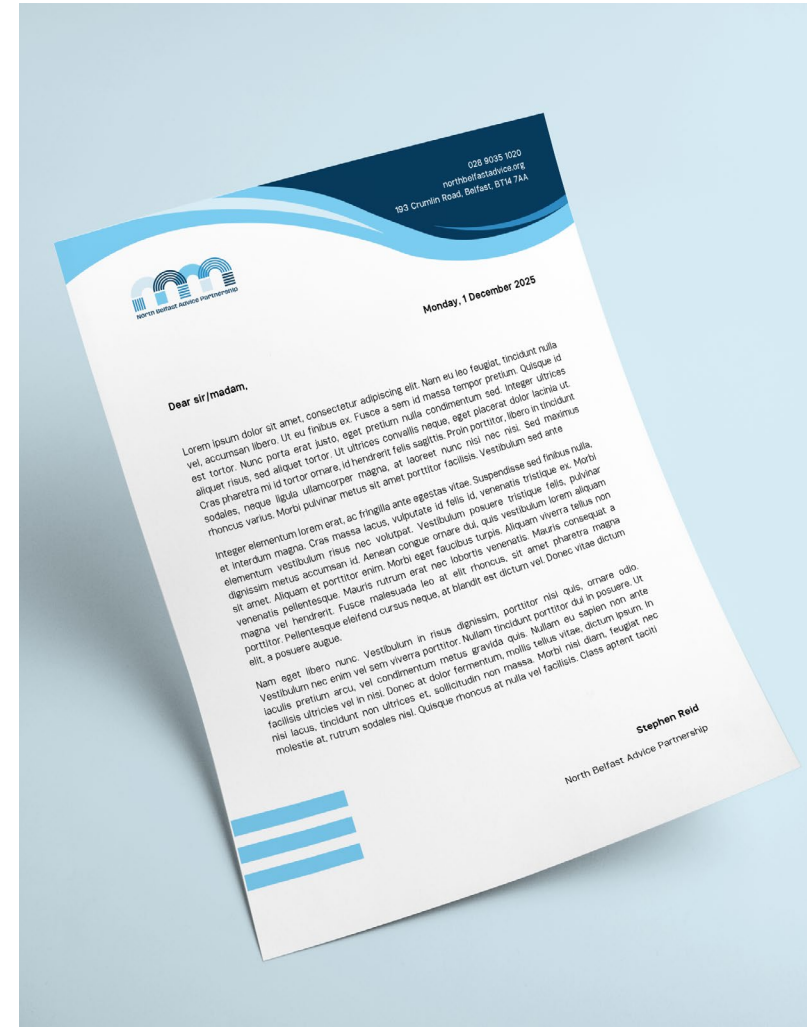 028 9035 1020
northbelfastadvice.org
193 Crumlin Road, Belfast, BT14 7AA
North Belfast Advice Partnership
Monday, 1 December 2025
Dear sir/madam,
Lorem ipsum dolor sit amet, consectetur adipiscing elit. Nam eu leo feugiat, tincidunt nulla
vel, accumsan libero. Ut eu finibus ex. Fusce a sem id massa tempor pretium. Quisque id
est tortor. Nunc porta erat justo, eget pretium nulla condimentum sed. Integer ultrices
aliquet risus, sed aliquet tortor. Ut ultrices convallis neque, eget placerat dolor lacinia ut.
Cras pharetra mi id tortor ornare, id hendrerit felis sagittis. Proin porttitor, libero in tincidunt
sodales, neque ligula ullamcorper magna, at laoreet nunc nisi nec nisi. Sed maximus
rhoncus varius. Morbi pulvinar metus sit amet porttitor facilisis. Vestibulum sed ante
Integer elementum lorem erat, ac fringilla ante egestas vitae. Suspendisse sed finibus nulla,
et interdum magna. Cras massa lacus, vulputate id felis id, venenatis tristique ex. Morbi
elementum vestibulum risus nec volutpat. Vestibulum posuere tristique felis, pulvinar
dignissim metus accumsan id. Aenean congue ornare dui, quis vestibulum lorem aliquam
sit amet. Aliquam et porttitor enim. Morbi eget faucibus turpis. Aliquam viverra tellus non
venenatis pellentesque. Mauris rutrum erat nec lobortis venenatis. Mauris consequat a
magna vel hendrerit. Fusce malesuada leo at elit rhoncus, sit amet pharetra magna
porttitor. Pellentesque eleifend cursus neque, at blandit est dictum vel. Donec vitae dictum
elit, a posuere augue.
Nam eget libero nunc. Vestibulum in risus dignissim, porttitor nisi quis, ornare odio.
Vestibulum nec enim vel sem viverra porttitor. Nullam tincidunt porttitor dui in posuere. Ut
iaculis pretium arcu, vel condimentum metus gravida quis. Nullam eu sapien non ante
facilisis ultricies vel in nisi. Donec at dolor fermentum, mollis tellus vitae, dictum ipsum. In
nisl lacus, tincidunt non ultrices et, sollicitudin non massa. Morbi nisi diam, feugiat nec
molestie at, rutrum sodales nisl. Quisque rhoncus at nulla vel facilisis. Class aptent taciti
Stephen Reid
North Belfast Advice Partnership